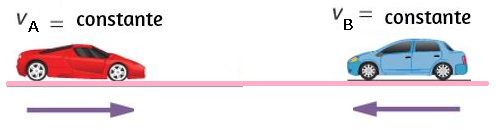 v_A = constante
v_B = constante